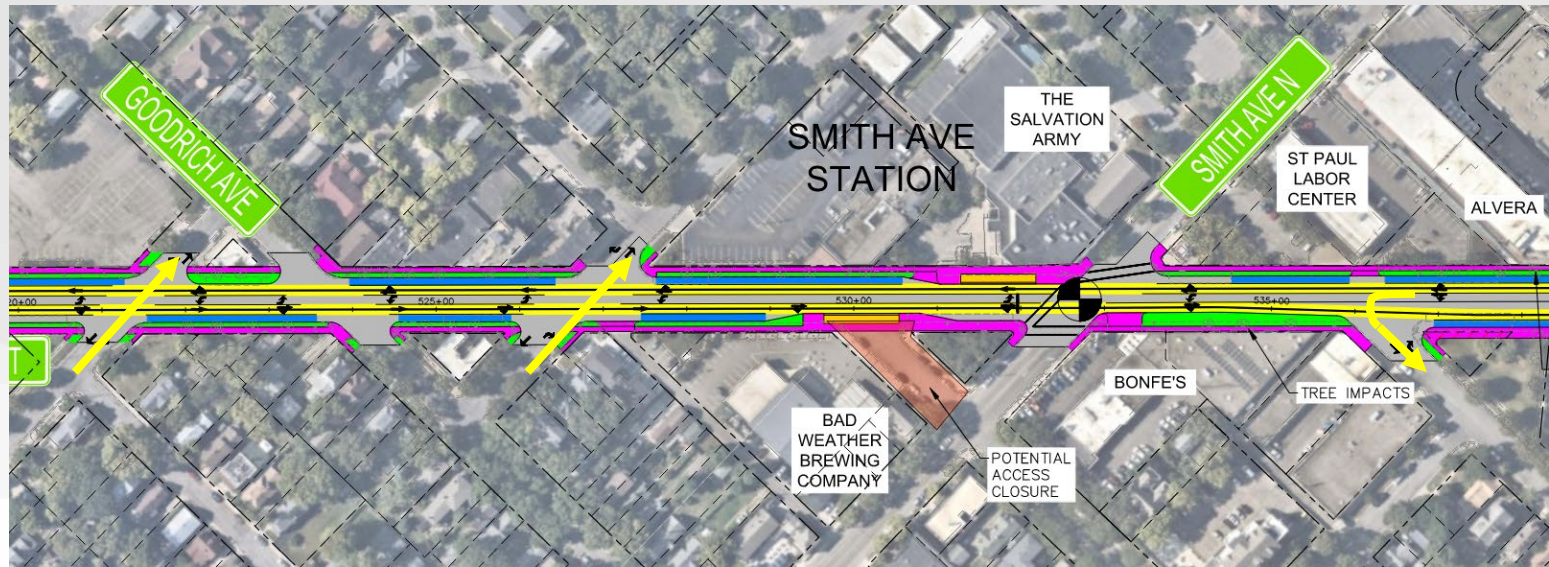 GOODRICH AVE
SMITH AVE
STATION
THE
SALVATION
ARMY
SMITH AVE N
ST PAUL
LABOR
CENTER
ALVERA
525+00
530+00
535+00
T
BAD
WEATHER
BREWING
COMPANY
POTENTIAL
ACCESS
CLOSURE
BONFE'S
TREE IMPACTS